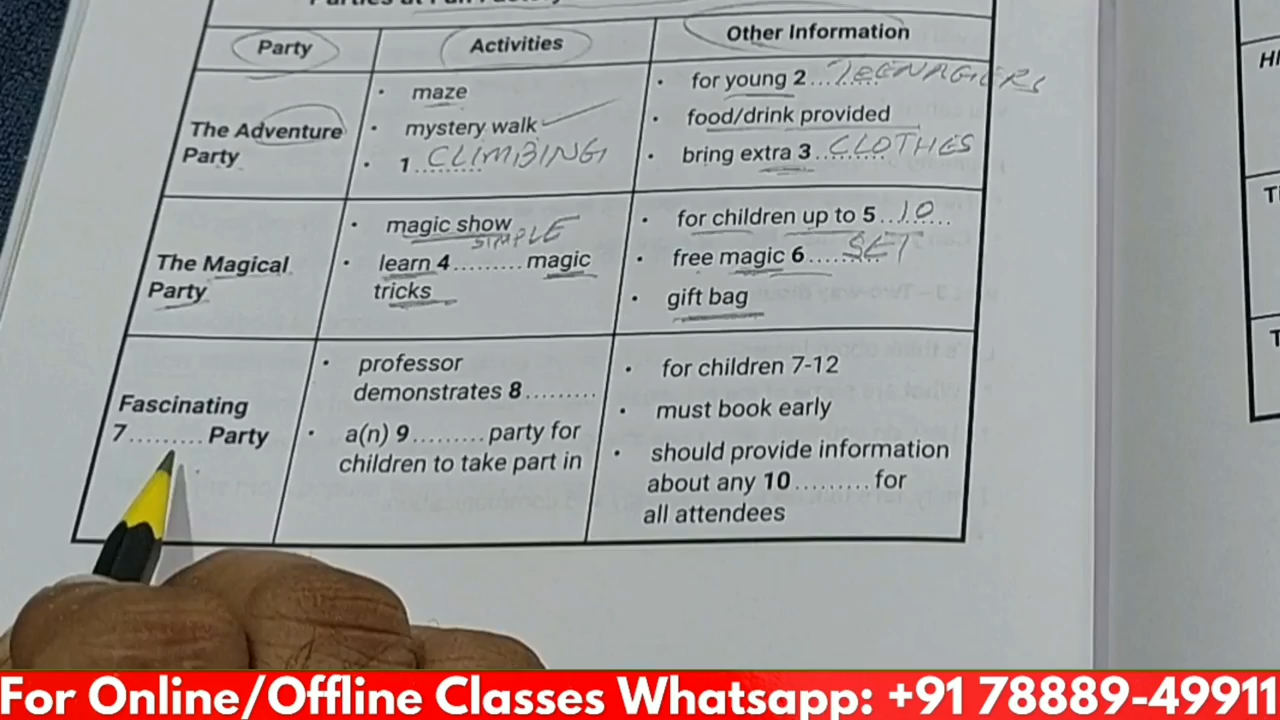 Party Activities Other Information
The Adventure Party
• maze
• mystery walk
• 1 CLIMBING
• for young 2 TEENAGERS
• food/drink provided
• bring extra 3 CLOTHES
The Magical
Party
• magic show
SIMPLE
• learn 4......... magic
tricks
• for children up to 5 10
• free magic 6 SET
• gift bag
Fascinating
7......... Party
• professor
demonstrates 8.........
• a(n) 9......... party for
children to take part in
• for children 7-12
• must book early
• should provide information
about any 10.........for
all attendees
For Online/Offline Classes Whatsapp: +91 78889-49911